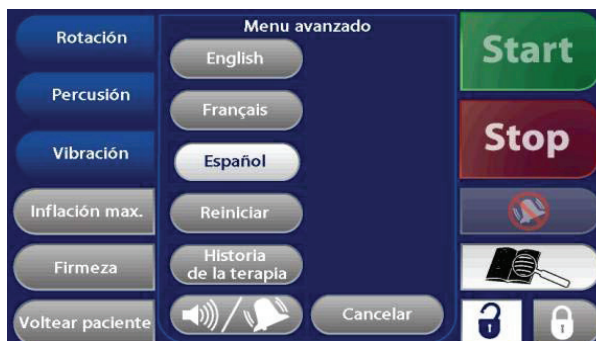 Rotación
Percusión
Vibración
Inflación max.
Firmeza
Voltear paciente
Menu avanzado
English
Français
Español
Reiniciar
Historia
de la terapia
Cancelar
Start
Stop